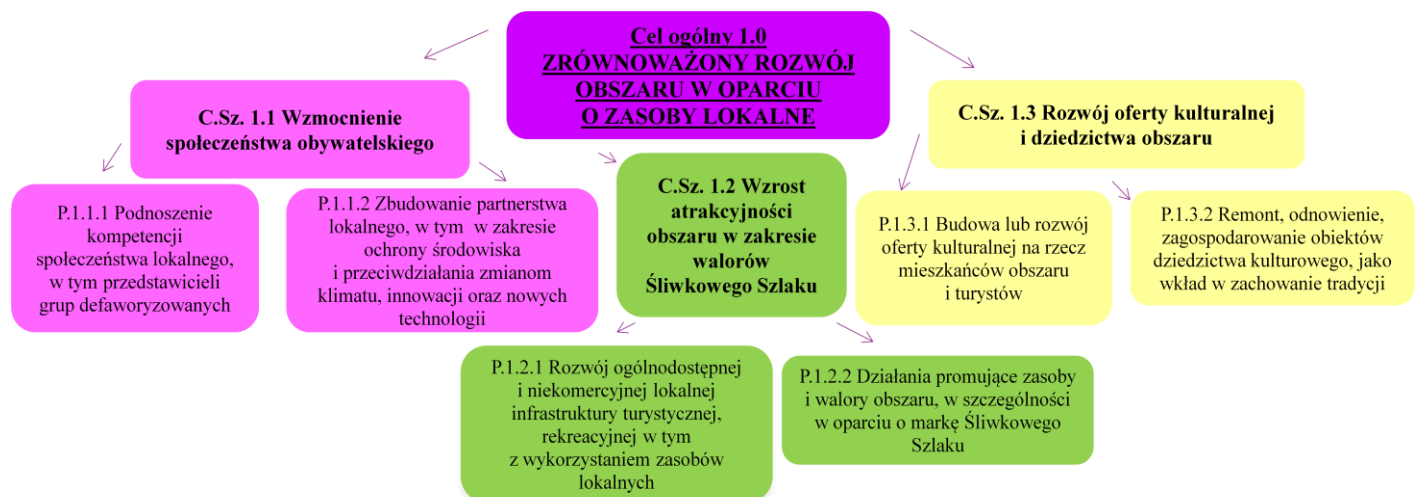 Cel ogólny 1.0
ZRÓWNOWAŻONY ROZWÓJ
OBSZARU W OPARCIU
O ZASOBY LOKALNE
C.Sz. 1.1 Wzmocnienie
społeczeństwa obywatelskiego
P.1.1.1 Podnoszenie
kompetencji
społeczeństwa lokalnego,
w tym przedstawicieli
grup defaworyzowanych
P.1.1.2 Zbudowanie partnerstwa
lokalnego, w tym w zakresie
ochrony środowiska
i przeciwdziałania zmianom
klimatu, innowacji oraz nowych
technologii
C.Sz. 1.2 Wzrost
atrakcyjności
obszaru w zakresie
walorów
Śliwkowego Szlaku
P.1.2.1 Rozwój ogólnodostępnej
i niekomercyjnej lokalnej
infrastruktury turystycznej,
rekreacyjnej w tym
z wykorzystaniem zasobów
lokalnych
P.1.2.2 Działania promujące zasoby
i walory obszaru, w szczególności
w oparciu o markę Śliwkowego
Szlaku
C.Sz. 1.3 Rozwój oferty kulturalnej
i dziedzictwa obszaru
P.1.3.1 Budowa lub rozwój
oferty kulturalnej na rzecz
mieszkańców obszaru
i turystów
P.1.3.2 Remont, odnowienie,
zagospodarowanie obiektów
dziedzictwa kulturowego, jako
wkład w zachowanie tradycji